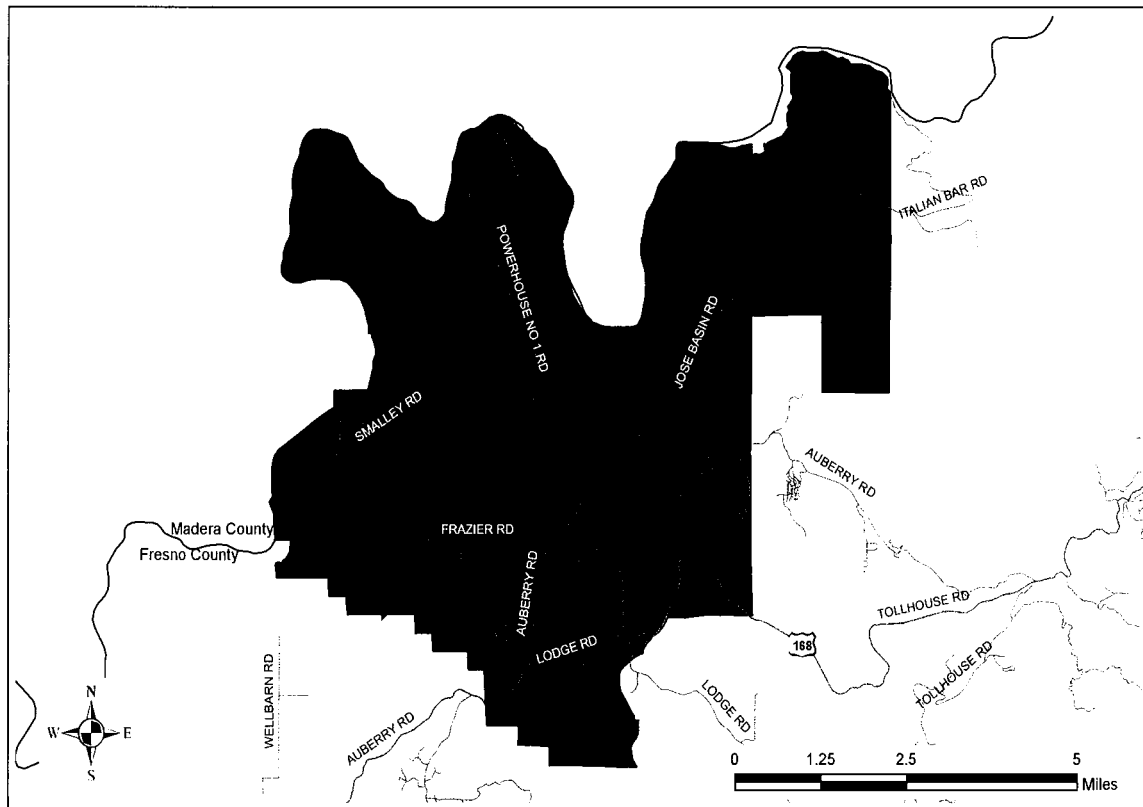 ITALIAN BAR RD
POWERHOUSE NO 1 RD
JOSE BASIN RD
SMALLEY RD
AUBERRY RD
FRAZIER RD
Madera County
Fresno County
AUBERRY RD
TOLLHOUSE RD
LODGE RD
168
TOLLHOUSE RD
WELLBARN RD
LODGE RD
AUBERRY RD
N
W E
S
0 1.25 2.5 5
Miles